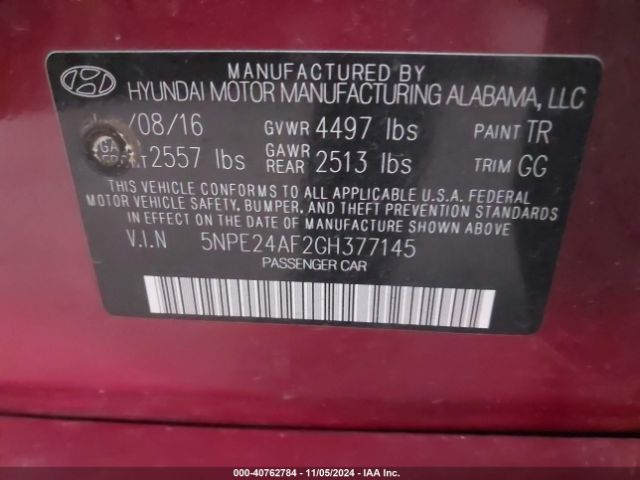 MANUFACTURED BY
HYUNDAI MOTOR MANUFACTURING ALABAMA, LLC
/08/16 GVWR 4497 lbs PAINT TR
GA 2557 lbs GAWR REAR 2513 lbs TRIM GG
THIS VEHICLE CONFORMS TO ALL APPLICABLE U.S.A. FEDERAL
MOTOR VEHICLE SAFETY, BUMPER, AND THEFT PREVENTION STANDARDS
IN EFFECT ON THE DATE OF MANUFACTURE SHOWN ABOVE.
V.I.N 5NPE24AF2GH377145
PASSENGER CAR
Stock#: 40762784 - 11/05/2024 - IAA Inc.